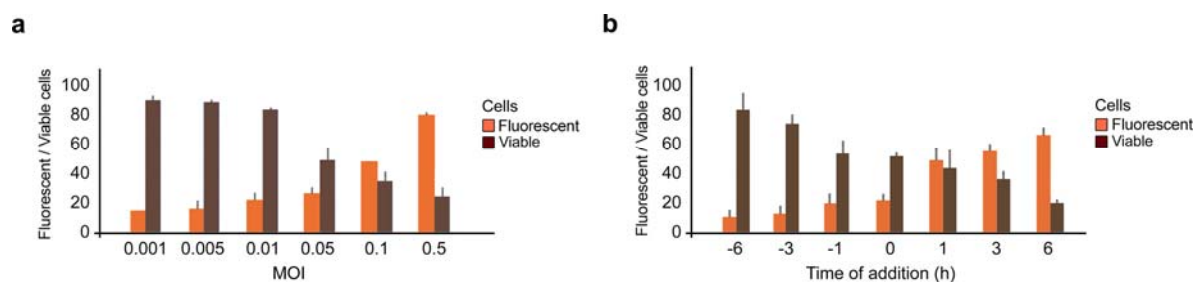 a
Fluorescent / Viable cells
100
80
60
40
20
0
0.001 0.005 0.01 0.05 0.1 0.5
MOI
Cells
Fluorescent
Viable
b
Fluorescent / Viable cells
100
80
60
40
20
0
-6 -3 -1 0 1 3 6
Time of addition (h)
Cells
Fluorescent
Viable